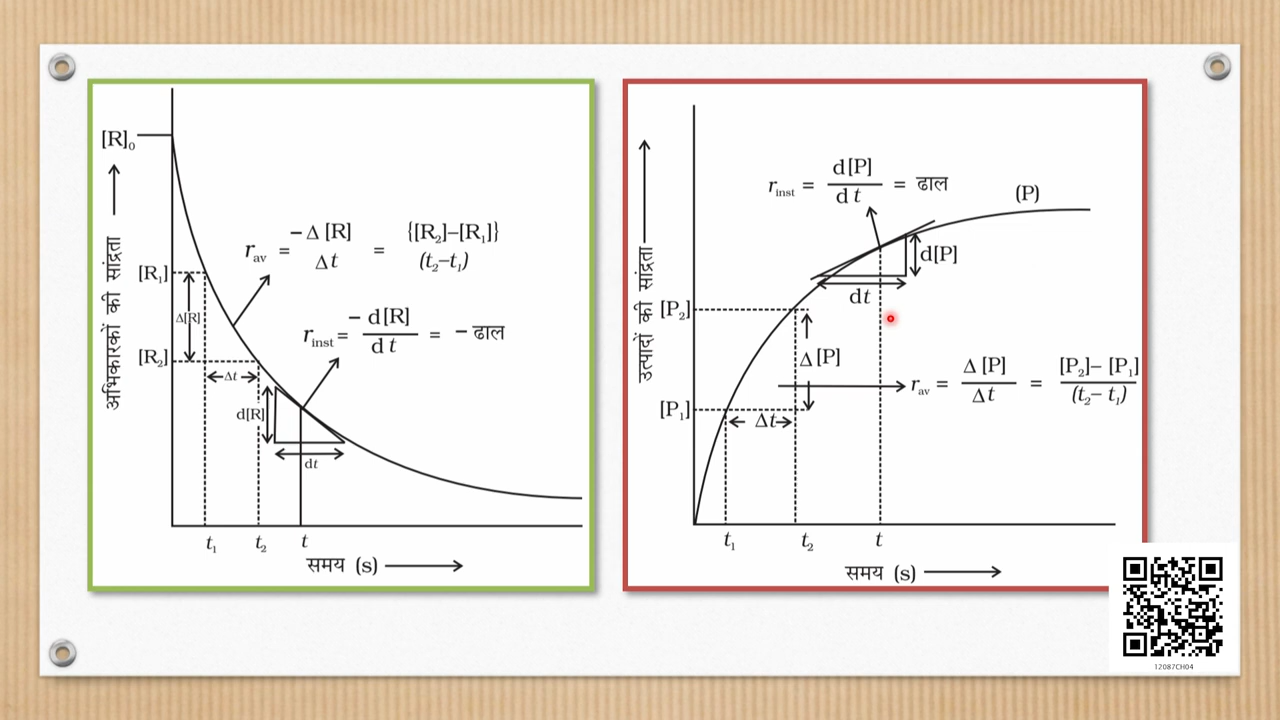 [R]₀
अभिकारकों की सांद्रता
r_av = −Δ[R] / Δt = {[R₂]–[R₁]} / (t₂–t₁)
[R₁]
Δ[R]
r_inst = − d[R] / dt = − ढाल
[R₂]
Δt
d[R]
dt
t₁ t₂ t
समय (s)
उत्पादों की सांद्रता
r_inst = d[P] / dt = ढाल
(P)
d[P]
dt
[P₂]
Δ[P]
r_av = Δ[P] / Δt = [P₂]– [P₁] / (t₂– t₁)
[P₁]
Δt
t₁ t₂ t
समय (s)
12087CH04